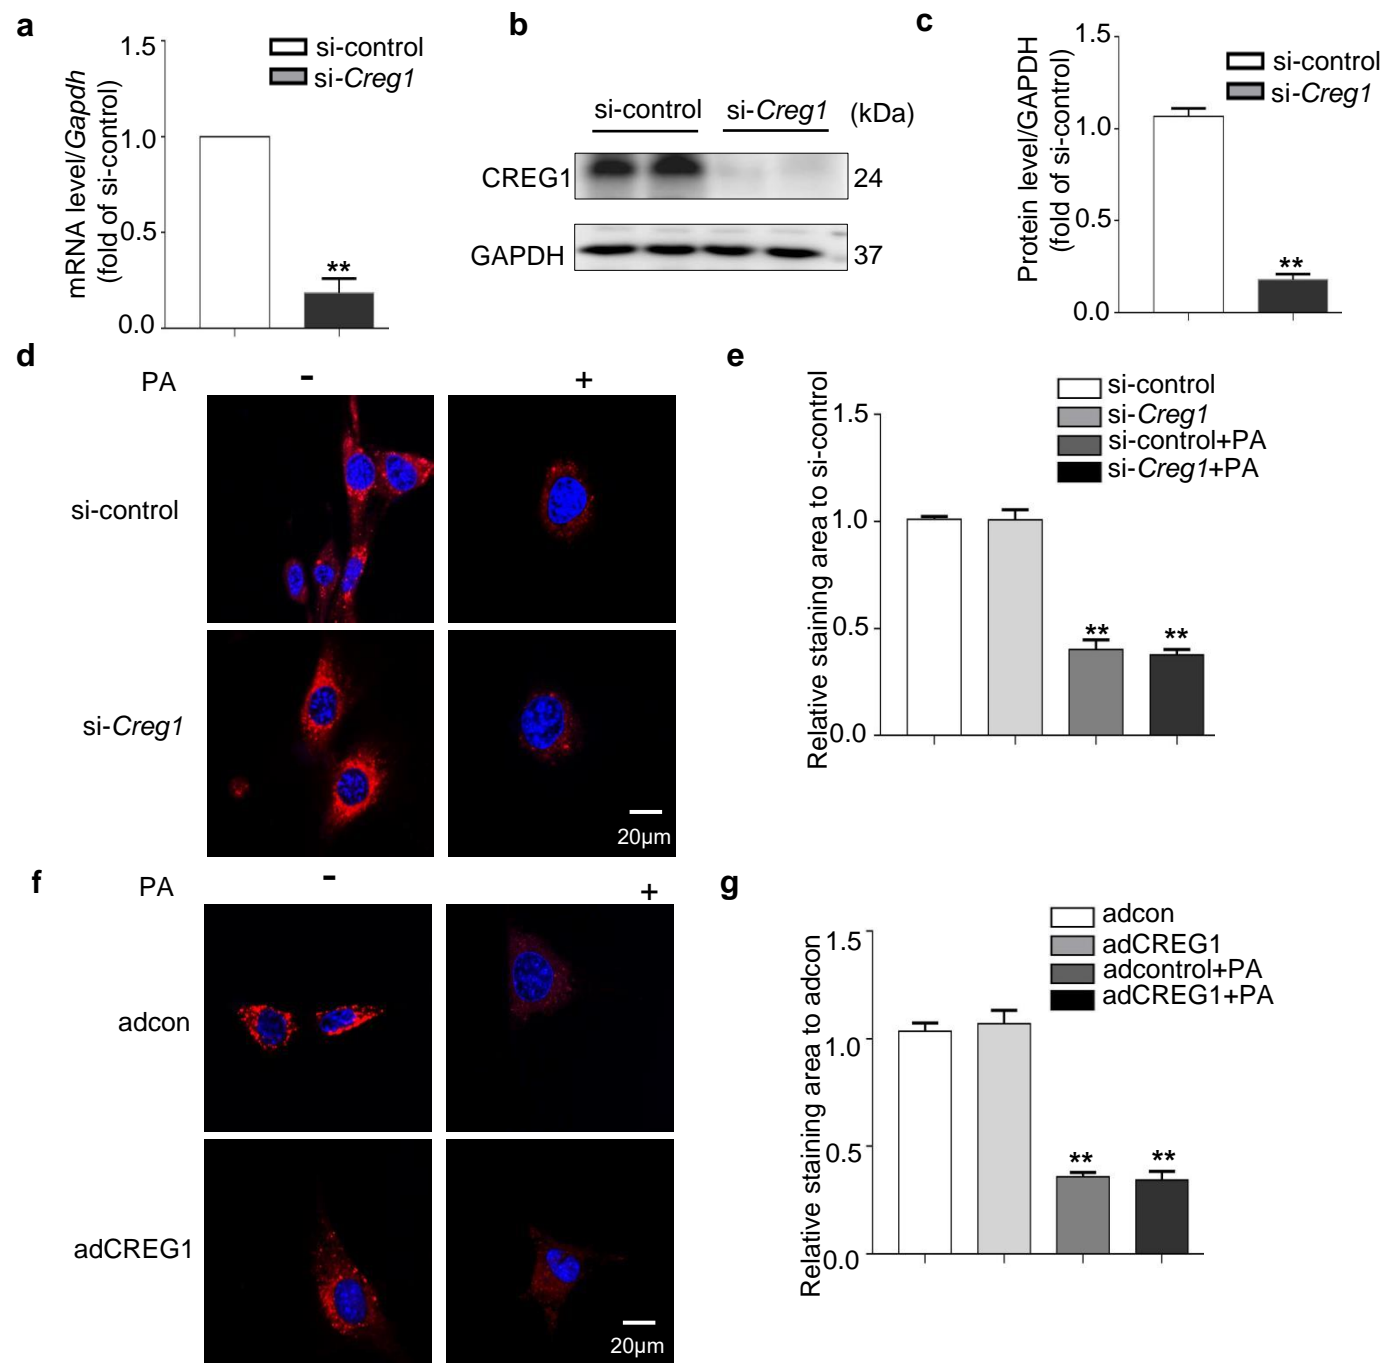 a
1.5
1.0
0.5
0.0
mRNA level/Gapdh
(fold of si-control)
si-control
si-Creg1
**
b
si-control si-Creg1 (kDa)
CREG1 24
GAPDH 37
c
1.5
1.0
0.5
0.0
Protein level/GAPDH
(fold of si-control)
si-control
si-Creg1
**
d
PA - +
si-control
si-Creg1
20μm
e
1.5
1.0
0.5
0.0
Relative staining area to si-control
si-control
si-Creg1
si-control+PA
si-Creg1+PA
** **
f
PA - +
adcon
adCREG1
20μm
g
1.5
1.0
0.5
0.0
Relative staining area to adcon
adcon
adCREG1
adcontrol+PA
adCREG1+PA
** **